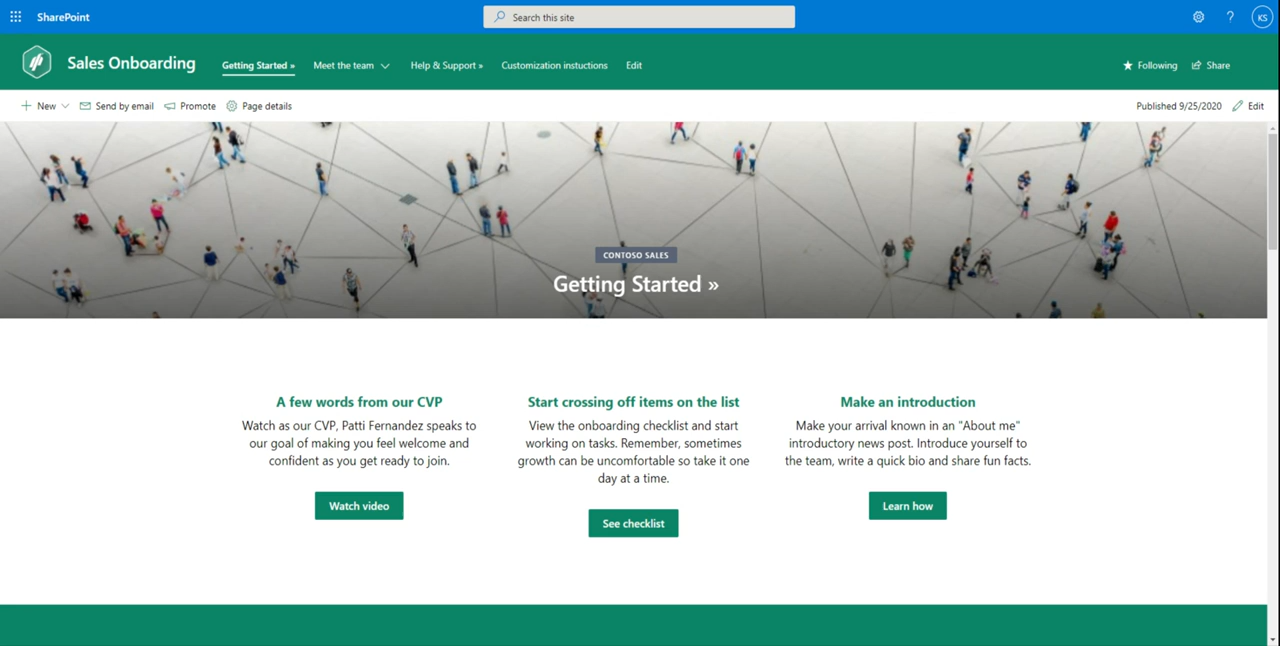 SharePoint
Search this site
KS
Sales Onboarding
Getting Started »
Meet the team
Help & Support »
Customization instuctions
Edit
Following
Share
New
Send by email
Promote
Page details
Published 9/25/2020
Edit
CONTOSO SALES
Getting Started »
A few words from our CVP
Watch as our CVP, Patti Fernandez speaks to
our goal of making you feel welcome and
confident as you get ready to join.
Watch video
Start crossing off items on the list
View the onboarding checklist and start
working on tasks. Remember, sometimes
growth can be uncomfortable so take it one
day at a time.
See checklist
Make an introduction
Make your arrival known in an "About me"
introductory news post. Introduce yourself to
the team, write a quick bio and share fun facts.
Learn how